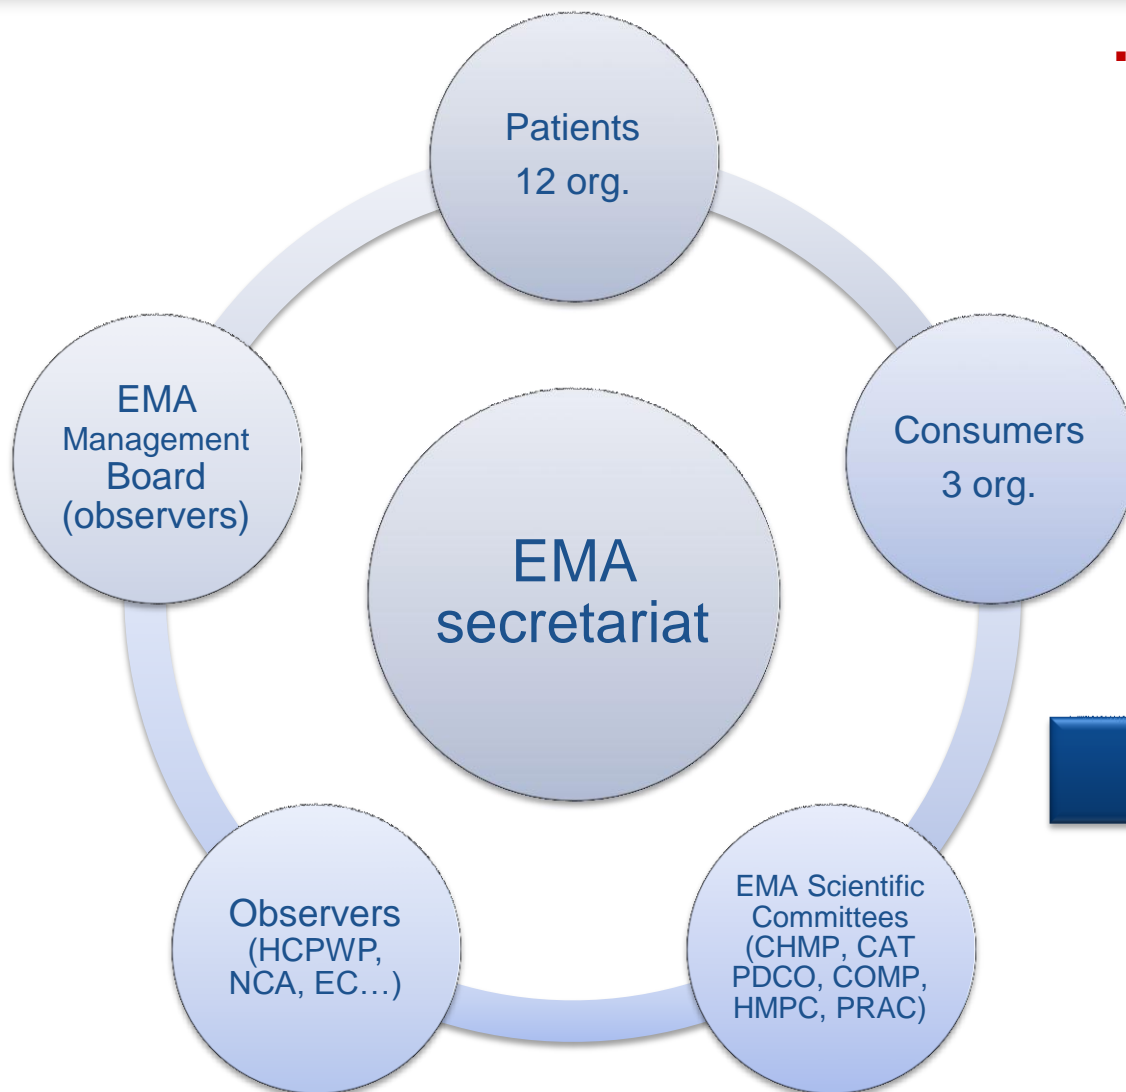 Patients
12 org.
EMA
Management
Board
(observers)
Consumers
3 org.
EMA
secretariat
Observers
(HCPWP,
NCA, EC…)
EMA Scientific
Committees
(CHMP, CAT
PDCO, COMP,
HMPC, PRAC)